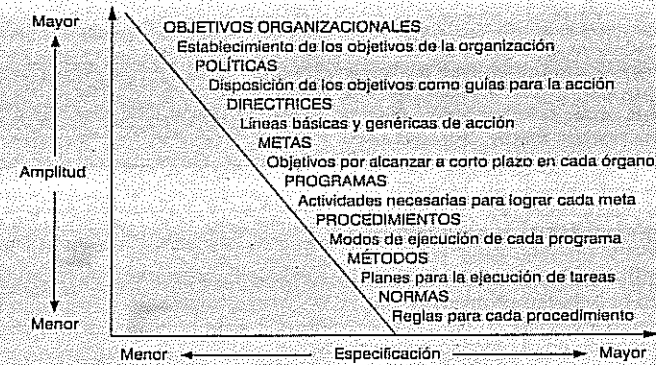 Mayor
OBJETIVOS ORGANIZACIONALES
Establecimiento de los objetivos de la organización
POLÍTICAS
Disposición de los objetivos como guías para la acción
DIRECTRICES
Líneas básicas y genéricas de acción
METAS
Objetivos por alcanzar a corto plazo en cada órgano
Amplitud
PROGRAMAS
Actividades necesarias para lograr cada meta
PROCEDIMIENTOS
Modos de ejecución de cada programa
MÉTODOS
Planes para la ejecución de tareas
NORMAS
Menor
Reglas para cada procedimiento
Menor Especificación Mayor